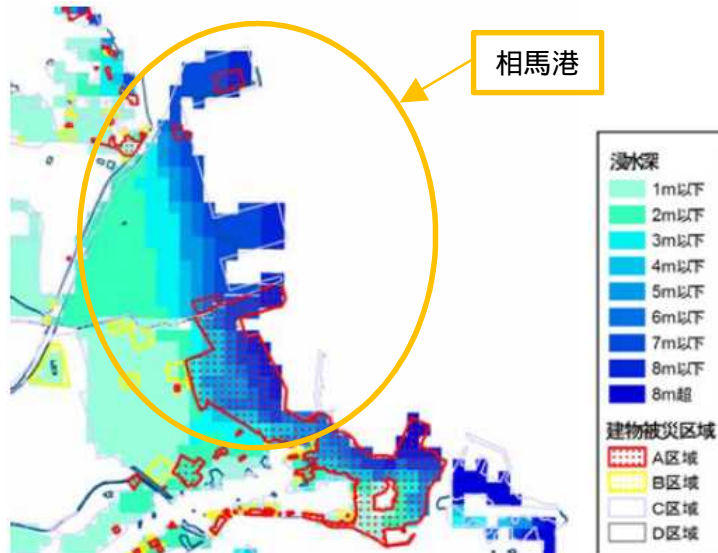 相馬港
浸水深
1m以下
2m以下
3m以下
4m以下
5m以下
6m以下
7m以下
8m以下
8m超
建物被災区域
A区域
B区域
C区域
D区域